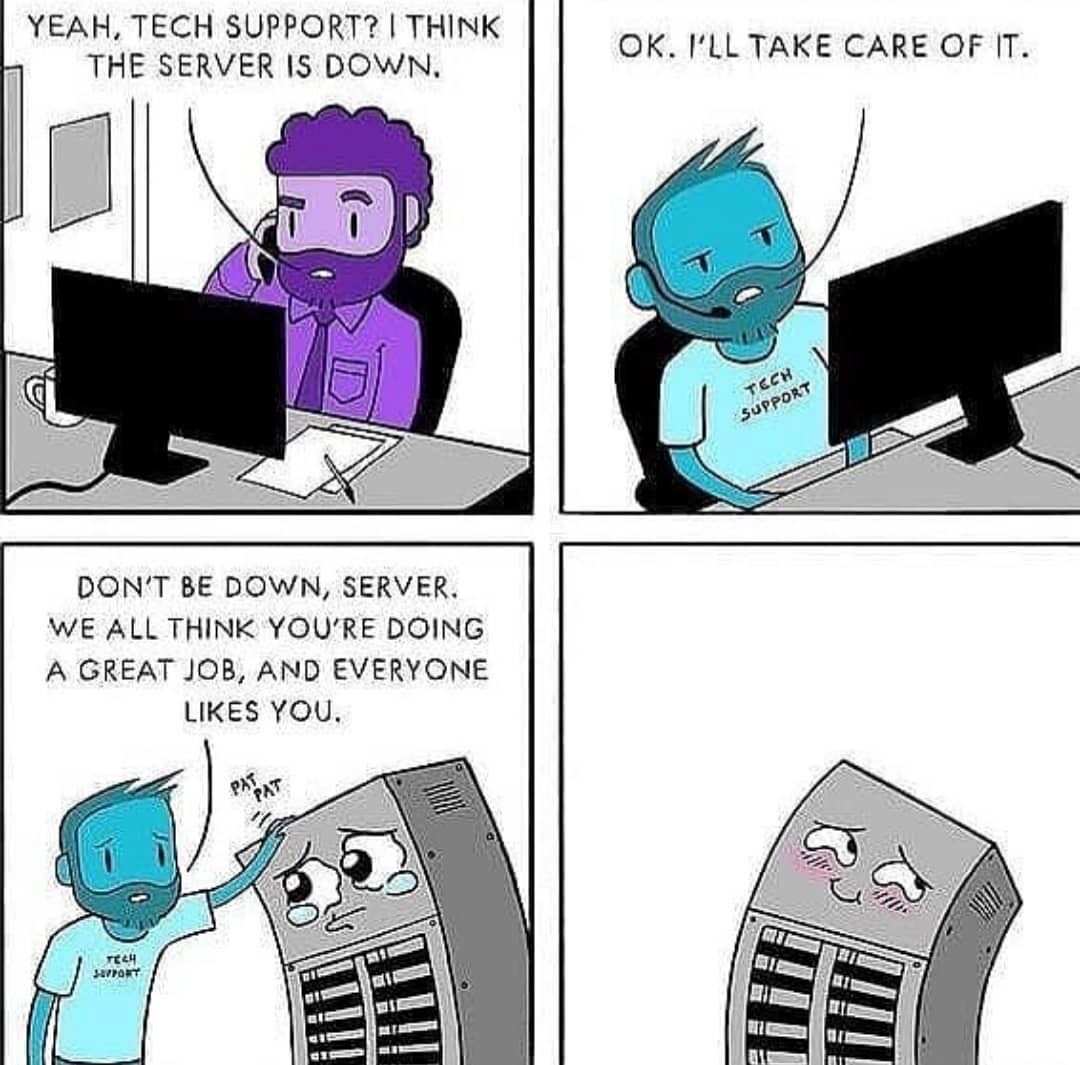 YEAH, TECH SUPPORT? I THINK
THE SERVER IS DOWN.
OK. I'LL TAKE CARE OF IT.
TECH
SUPPORT
DON'T BE DOWN, SERVER.
WE ALL THINK YOU'RE DOING
A GREAT JOB, AND EVERYONE
LIKES YOU.
PAT
PAT
TECH
SUPPORT